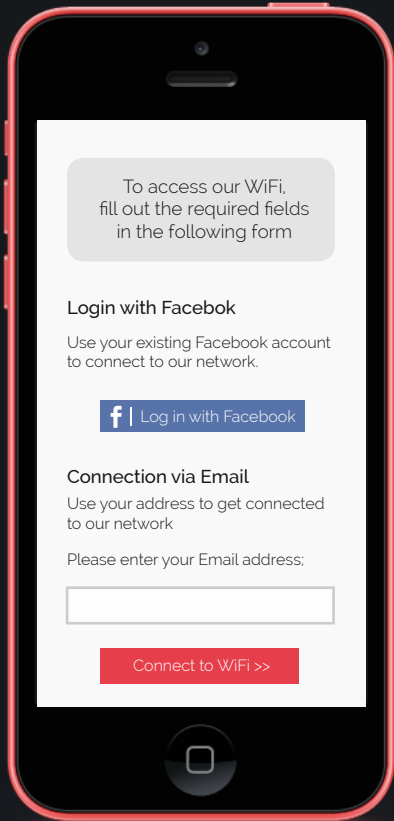 To access our WiFi,
fill out the required fields
in the following form
Login with Facebok
Use your existing Facebook account
to connect to our network.
f | Log in with Facebook
Connection via Email
Use your address to get connected
to our network
Please enter your Email address;
Connect to WiFi >>